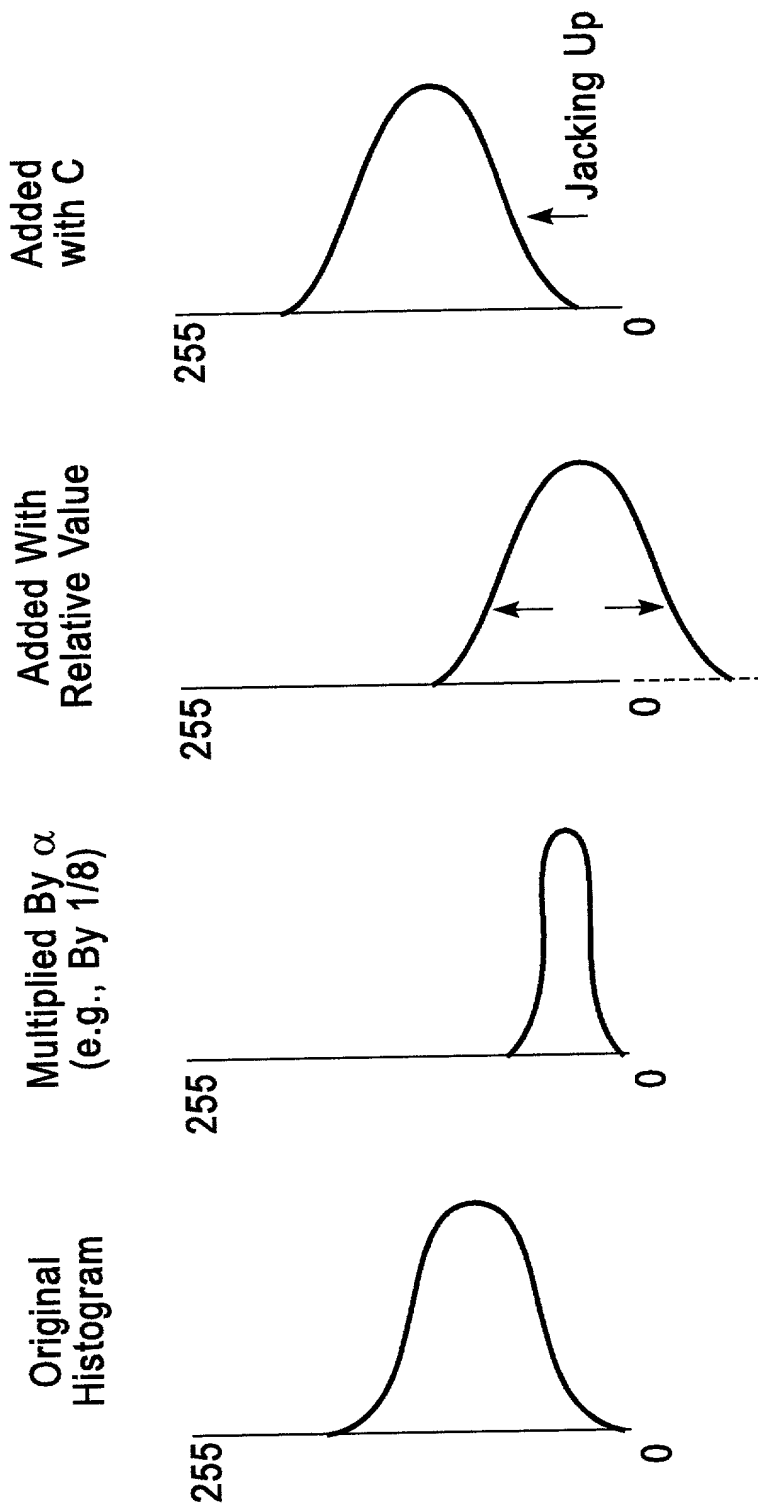 Original
Histogram
255
0
Multiplied By α
(e.g., By 1/8)
255
0
Added With
Relative Value
255
0
Added
with C
255
0
Jacking Up